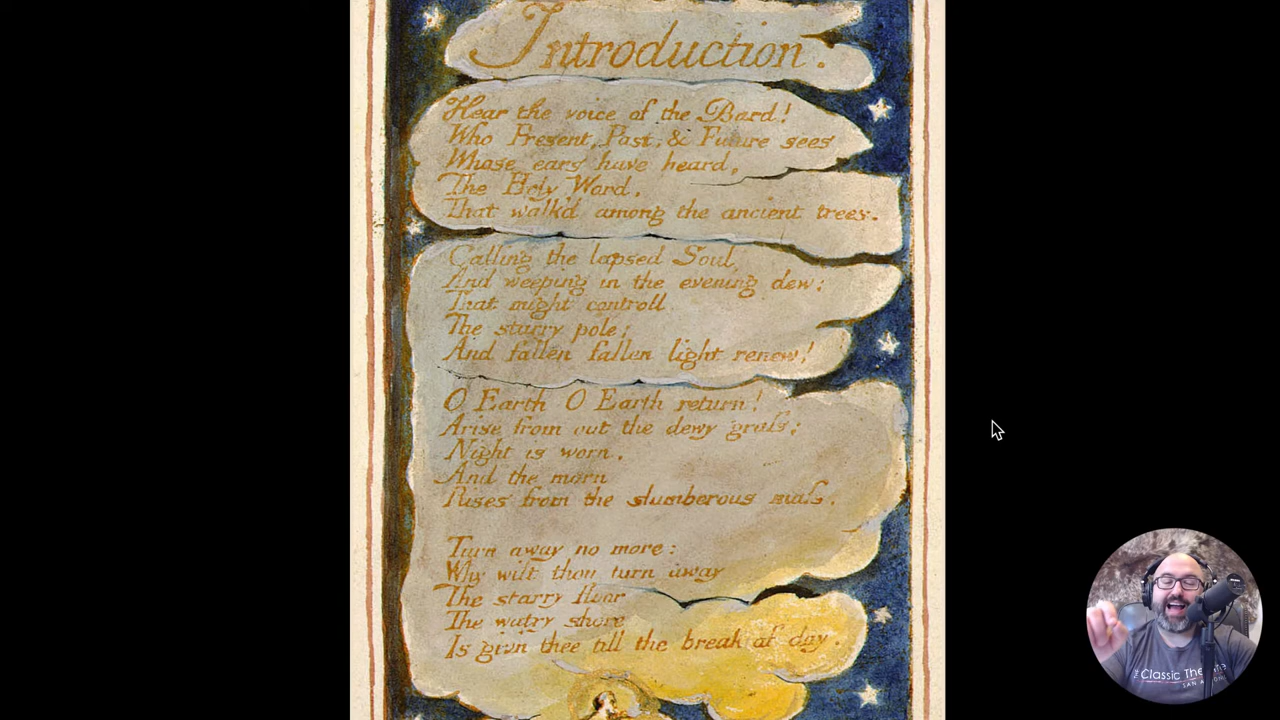 Introduction.
Hear the voice of the Bard!
Who Present, Past, & Future sees
Whose ears have heard,
The Holy Word,
That walk'd among the ancient trees.
Calling the lapsed Soul
And weeping in the evening dew:
That might controll
The starry pole;
And fallen fallen light renew!
O Earth O Earth return!
Arise from out the dewy grass;
Night is worn,
And the morn
Rises from the slumberous mass.
Turn away no more:
Why wilt thou turn away
The starry floor
The watry shore
Is givn thee till the break of day.
Classic
SAN